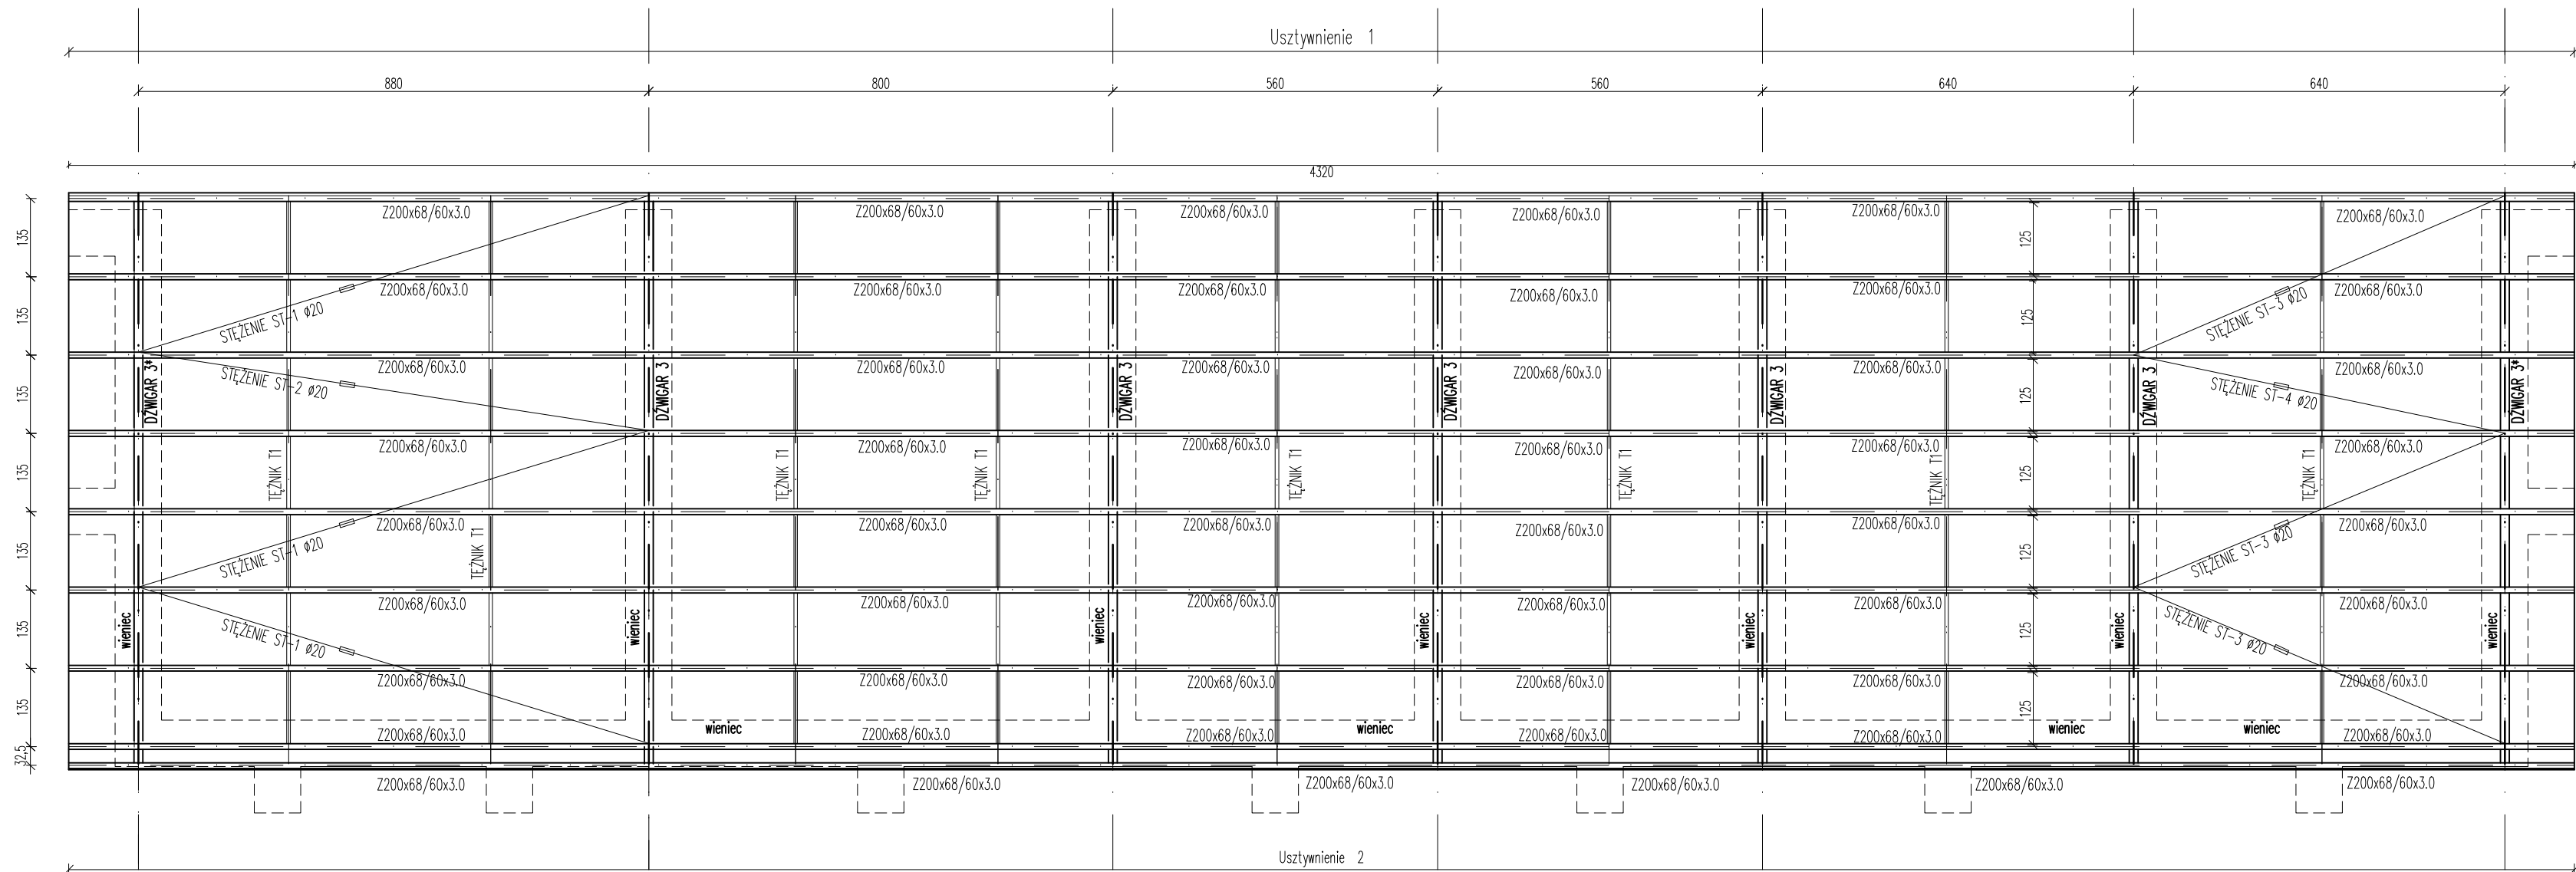 Usztywnienie 1
880 800 560 560 640 640
4320
Z200x68/60x3.0 Z200x68/60x3.0 Z200x68/60x3.0 Z200x68/60x3.0 Z200x68/60x3.0 Z200x68/60x3.0
135 125
Z200x68/60x3.0 Z200x68/60x3.0 Z200x68/60x3.0 Z200x68/60x3.0 Z200x68/60x3.0 Z200x68/60x3.0
STĘŻENIE ST-1 ø20
STĘŻENIE ST-3 ø20
135 125
Z200x68/60x3.0 Z200x68/60x3.0 Z200x68/60x3.0 Z200x68/60x3.0 Z200x68/60x3.0 Z200x68/60x3.0
DŹWIGAR 3*
DŹWIGAR 3
DŹWIGAR 3
DŹWIGAR 3
DŹWIGAR 3
DŹWIGAR 3
DŹWIGAR 3*
STĘŻENIE ST-2 ø20
STĘŻENIE ST-4 ø20
135 125
Z200x68/60x3.0 Z200x68/60x3.0 Z200x68/60x3.0 Z200x68/60x3.0 Z200x68/60x3.0 Z200x68/60x3.0
TĘŻNIK T1
TĘŻNIK T1
TĘŻNIK T1
TĘŻNIK T1
TĘŻNIK T1
TĘŻNIK T1
TĘŻNIK T1
135 125
Z200x68/60x3.0 Z200x68/60x3.0 Z200x68/60x3.0 Z200x68/60x3.0 Z200x68/60x3.0 Z200x68/60x3.0
STĘŻENIE ST-1 ø20
TĘŻNIK T1
STĘŻENIE ST-3 ø20
135 125
Z200x68/60x3.0 Z200x68/60x3.0 Z200x68/60x3.0 Z200x68/60x3.0 Z200x68/60x3.0 Z200x68/60x3.0
wieniec
wieniec
wieniec
wieniec
wieniec
wieniec
wieniec
STĘŻENIE ST-1 ø20
STĘŻENIE ST-3 ø20
135 125
Z200x68/60x3.0 Z200x68/60x3.0 Z200x68/60x3.0 Z200x68/60x3.0 Z200x68/60x3.0 Z200x68/60x3.0
135 125
wieniec wieniec wieniec wieniec
Z200x68/60x3.0 Z200x68/60x3.0 Z200x68/60x3.0 Z200x68/60x3.0 Z200x68/60x3.0 Z200x68/60x3.0
32,5
Z200x68/60x3.0 Z200x68/60x3.0 Z200x68/60x3.0 Z200x68/60x3.0 Z200x68/60x3.0 Z200x68/60x3.0
Usztywnienie 2